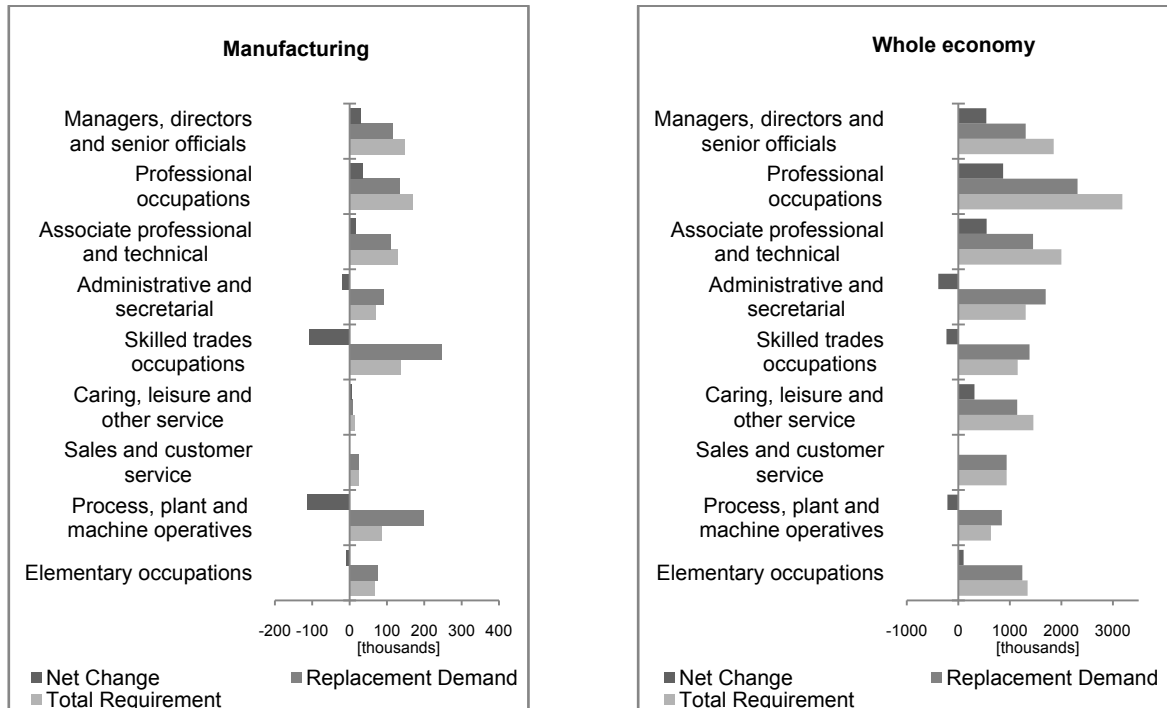 Manufacturing
Managers, directors
and senior officials
Professional
occupations
Associate professional
and technical
Administrative and
secretarial
Skilled trades
occupations
Caring, leisure and
other service
Sales and customer
service
Process, plant and
machine operatives
Elementary occupations
-200 -100 0 100 200 300 400
[thousands]
Net Change Replacement Demand
Total Requirement
Whole economy
Managers, directors and
senior officials
Professional
occupations
Associate professional
and technical
Administrative and
secretarial
Skilled trades
occupations
Caring, leisure and
other service
Sales and customer
service
Process, plant and
machine operatives
Elementary occupations
-1000 0 1000 2000 3000
[thousands]
Net Change Replacement Demand
Total Requirement